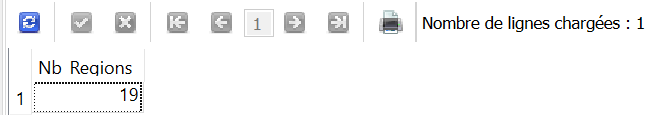 1 Nombre de lignes chargées : 1
Nb Regions
1 19